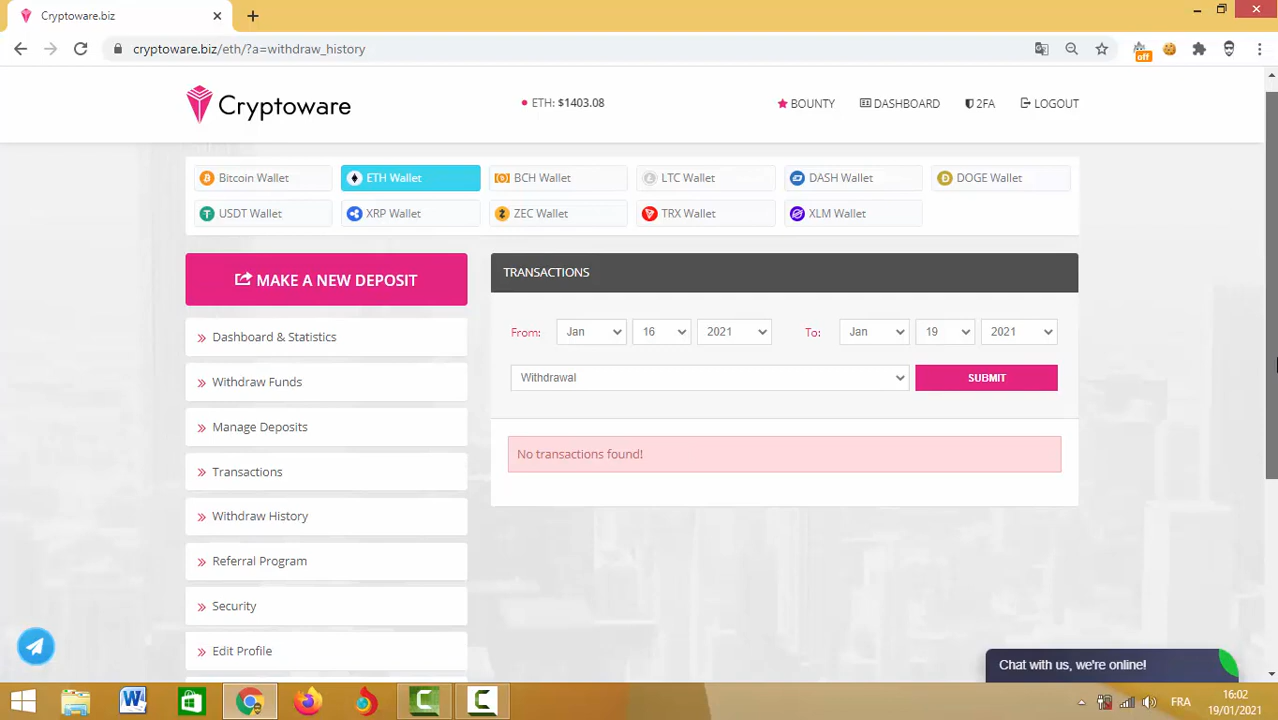 Cryptoware.biz
cryptoware.biz/eth/?a=withdraw_history
off
Cryptoware
ETH: $1403.08
BOUNTY
DASHBOARD
2FA
LOGOUT
Bitcoin Wallet
ETH Wallet
BCH Wallet
LTC Wallet
DASH Wallet
DOGE Wallet
USDT Wallet
XRP Wallet
ZEC Wallet
TRX Wallet
XLM Wallet
MAKE A NEW DEPOSIT
Dashboard & Statistics
Withdraw Funds
Manage Deposits
Transactions
Withdraw History
Referral Program
Security
Edit Profile
TRANSACTIONS
From: Jan 16 2021 To: Jan 19 2021
Withdrawal
SUBMIT
No transactions found!
Chat with us, we're online!
FRA
16:02
19/01/2021